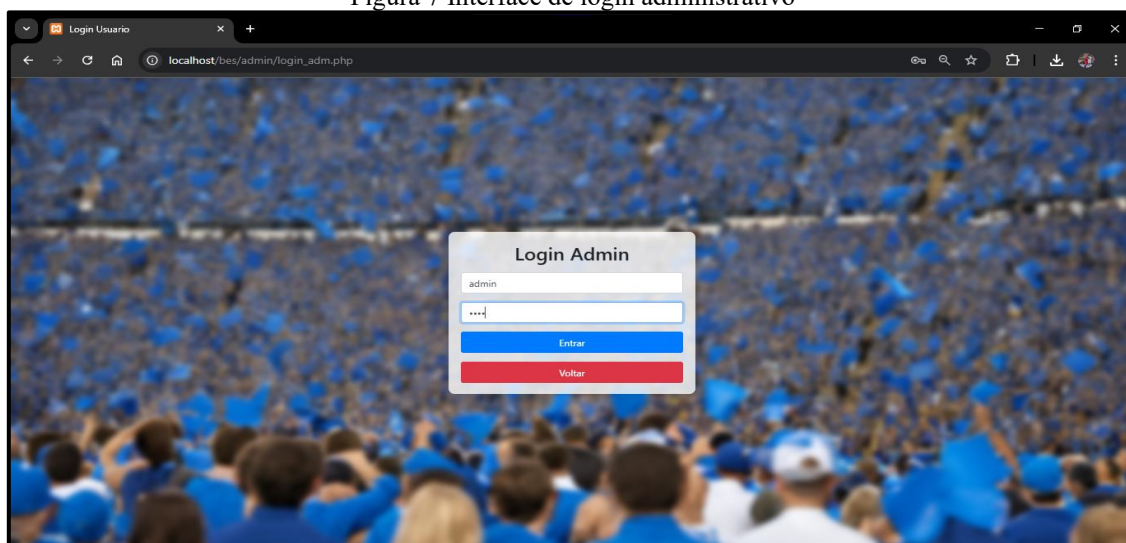 Figura 7 Interface de login administrativo
Login Usuario
localhost/bes/admin/login_adm.php
Login Admin
admin
••••
Entrar
Voltar